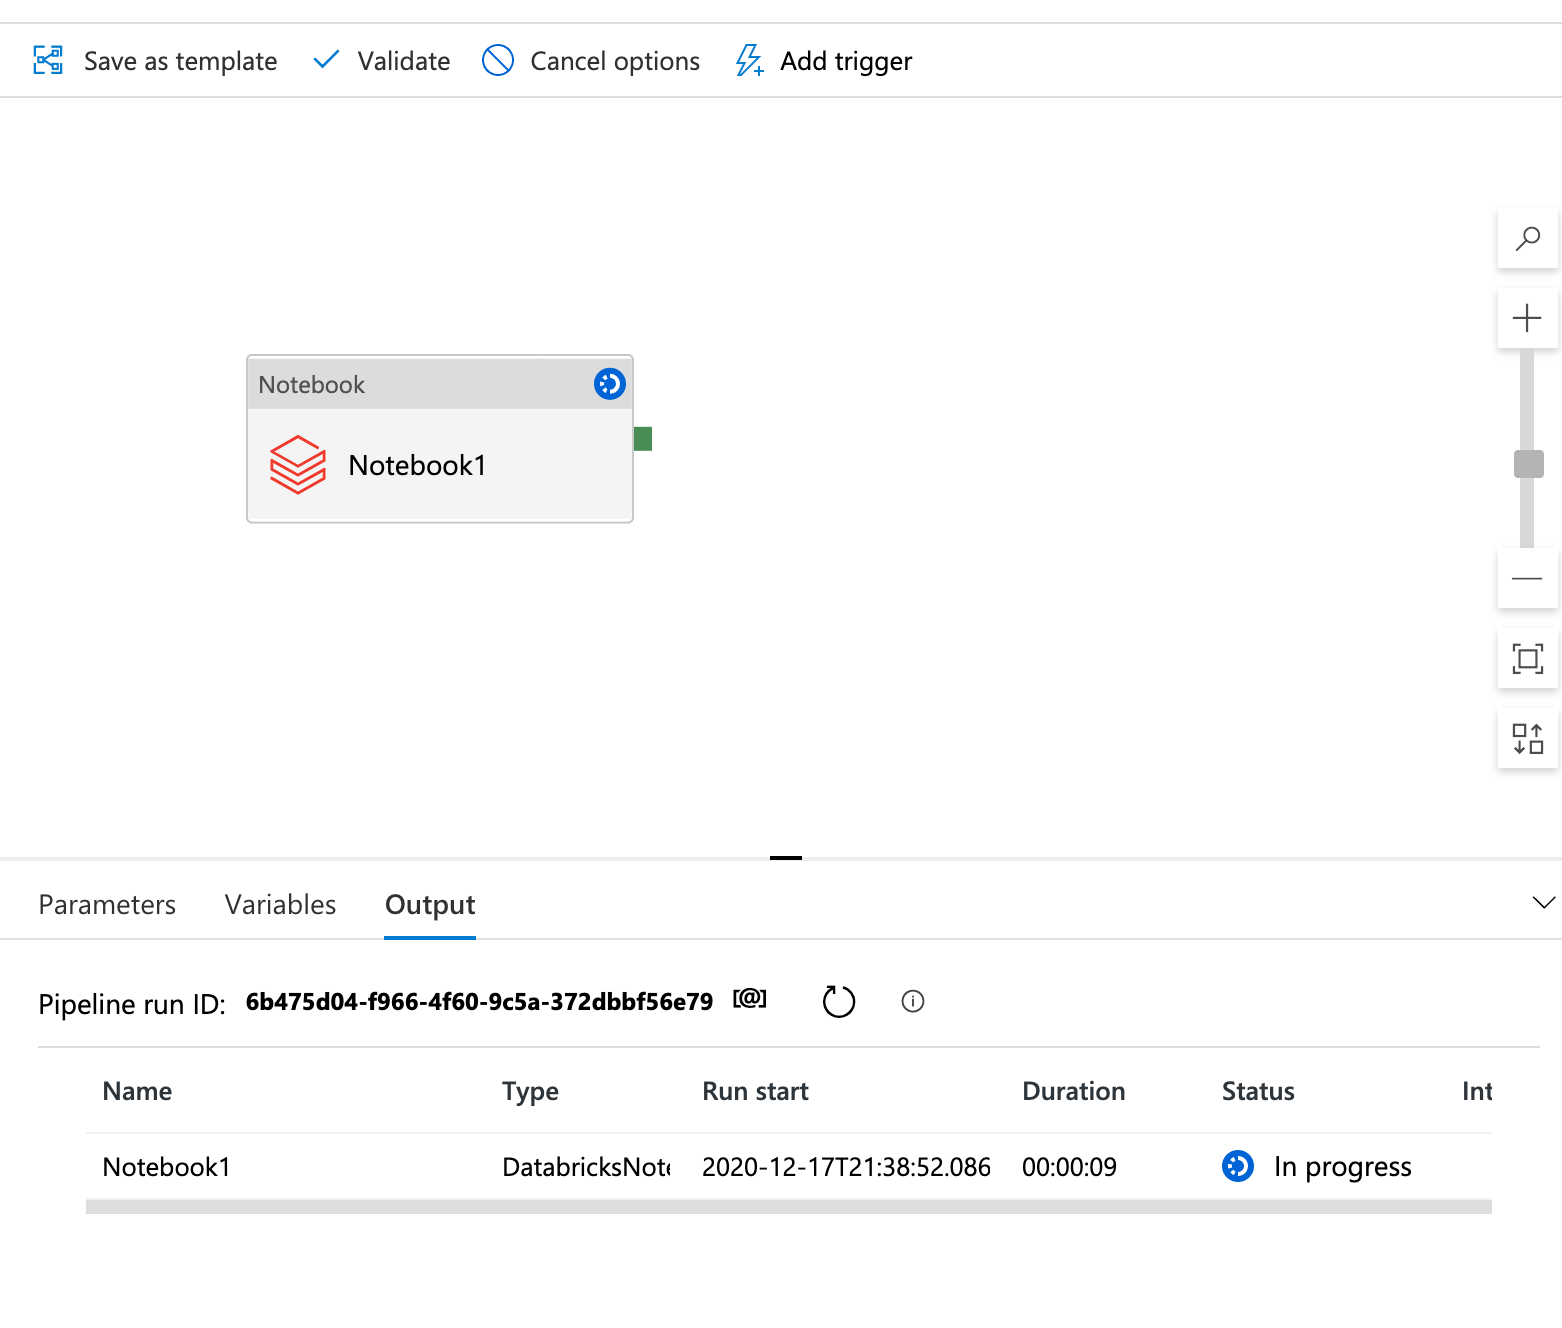 Save as template Validate Cancel options Add trigger
Notebook
Notebook1
Parameters Variables Output
Pipeline run ID: 6b475d04-f966-4f60-9c5a-372dbbf56e79 [@]
Name Type Run start Duration Status Int
Notebook1 DatabricksNote 2020-12-17T21:38:52.086 00:00:09 In progress